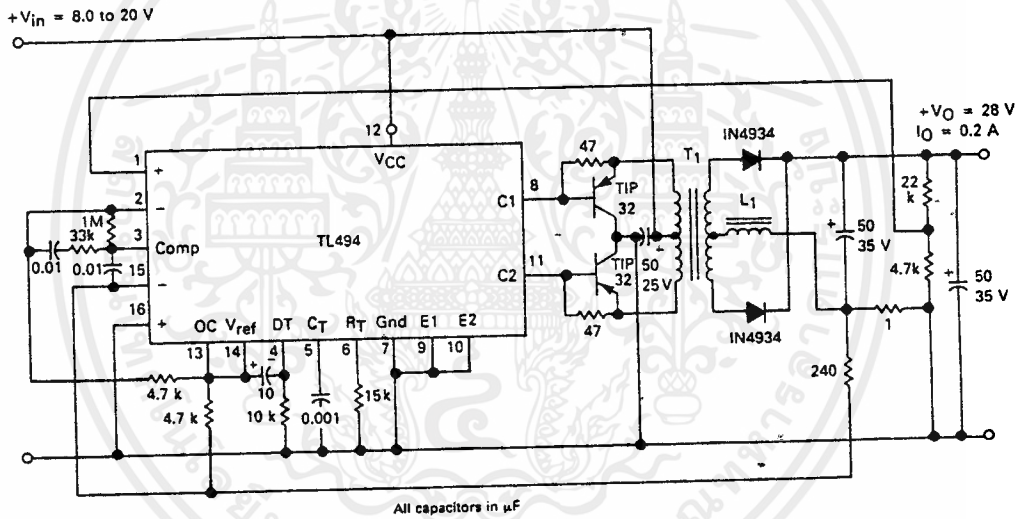 +Vin = 8.0 to 20 V
+VO = 28 V
IO = 0.2 A
12
VCC
1
+
2
−
1M
33k
3
Comp
0.01
0.01
15
−
16
+
TL494
OC
Vref
DT
CT
RT
Gnd
E1
E2
13
14
4
5
6
7
9
10
C1
8
C2
11
47
TIP
32
TIP
32
47
+
50
25 V
T1
IN4934
L1
IN4934
+
50
35 V
22
k
4.7k
1
+
50
35 V
240
4.7 k
4.7 k
+
−
10
10 k
0.001
15k
All capacitors in μF